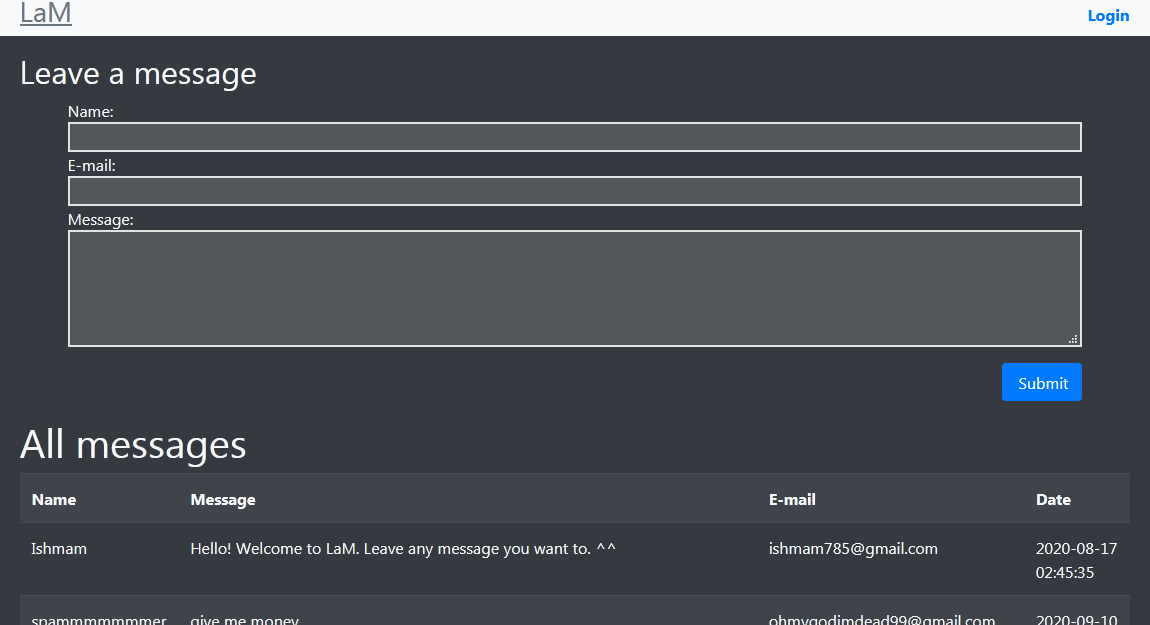 LaM
Login
Leave a message
Name:
E-mail:
Message:
Submit
All messages
Name Message E-mail Date
Ishmam Hello! Welcome to LaM. Leave any message you want to. ^^ ishmam785@gmail.com 2020-08-17
02:45:35
spammmmmmmer give me money ohmygodimdead99@gmail.com 2020-09-10